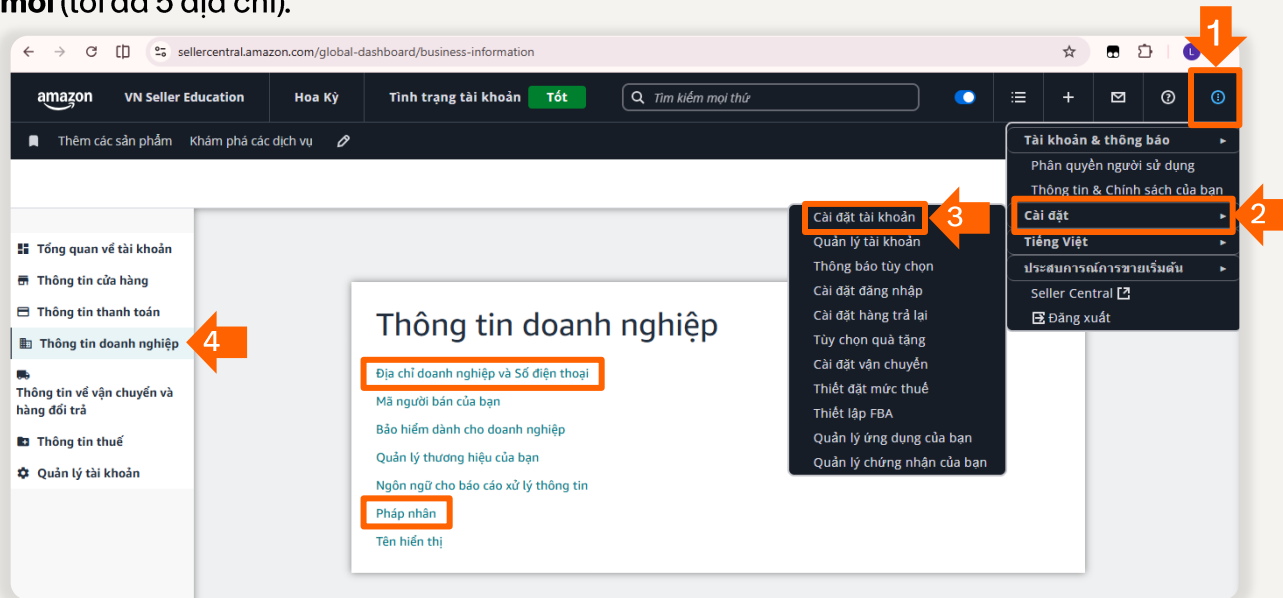 mới (tối đa 5 địa chỉ).
1
sellercentral.amazon.com/global-dashboard/business-information
L
amazon VN Seller Education Hoa Kỳ Tình trạng tài khoản Tốt Tìm kiếm mọi thứ
Thêm các sản phẩm Khám phá các dịch vụ
Tài khoản & thông báo
Phân quyền người sử dụng
Thông tin & Chính sách của bạn
Cài đặt
2
Tiếng Việt
ประสบการณ์การขายเริ่มต้น
Seller Central
Đăng xuất
Cài đặt tài khoản
3
Quản lý tài khoản
Thông báo tùy chọn
Cài đặt đăng nhập
Cài đặt hàng trả lại
Tùy chọn quà tặng
Cài đặt vận chuyển
Thiết đặt mức thuế
Thiết lập FBA
Quản lý ứng dụng của bạn
Quản lý chứng nhận của bạn
Tổng quan về tài khoản
Thông tin cửa hàng
Thông tin thanh toán
Thông tin doanh nghiệp
4
Thông tin về vận chuyển và
hàng đổi trả
Thông tin thuế
Quản lý tài khoản
Thông tin doanh nghiệp
Địa chỉ doanh nghiệp và Số điện thoại
Mã người bán của bạn
Bảo hiểm dành cho doanh nghiệp
Quản lý thương hiệu của bạn
Ngôn ngữ cho báo cáo xử lý thông tin
Pháp nhân
Tên hiển thị